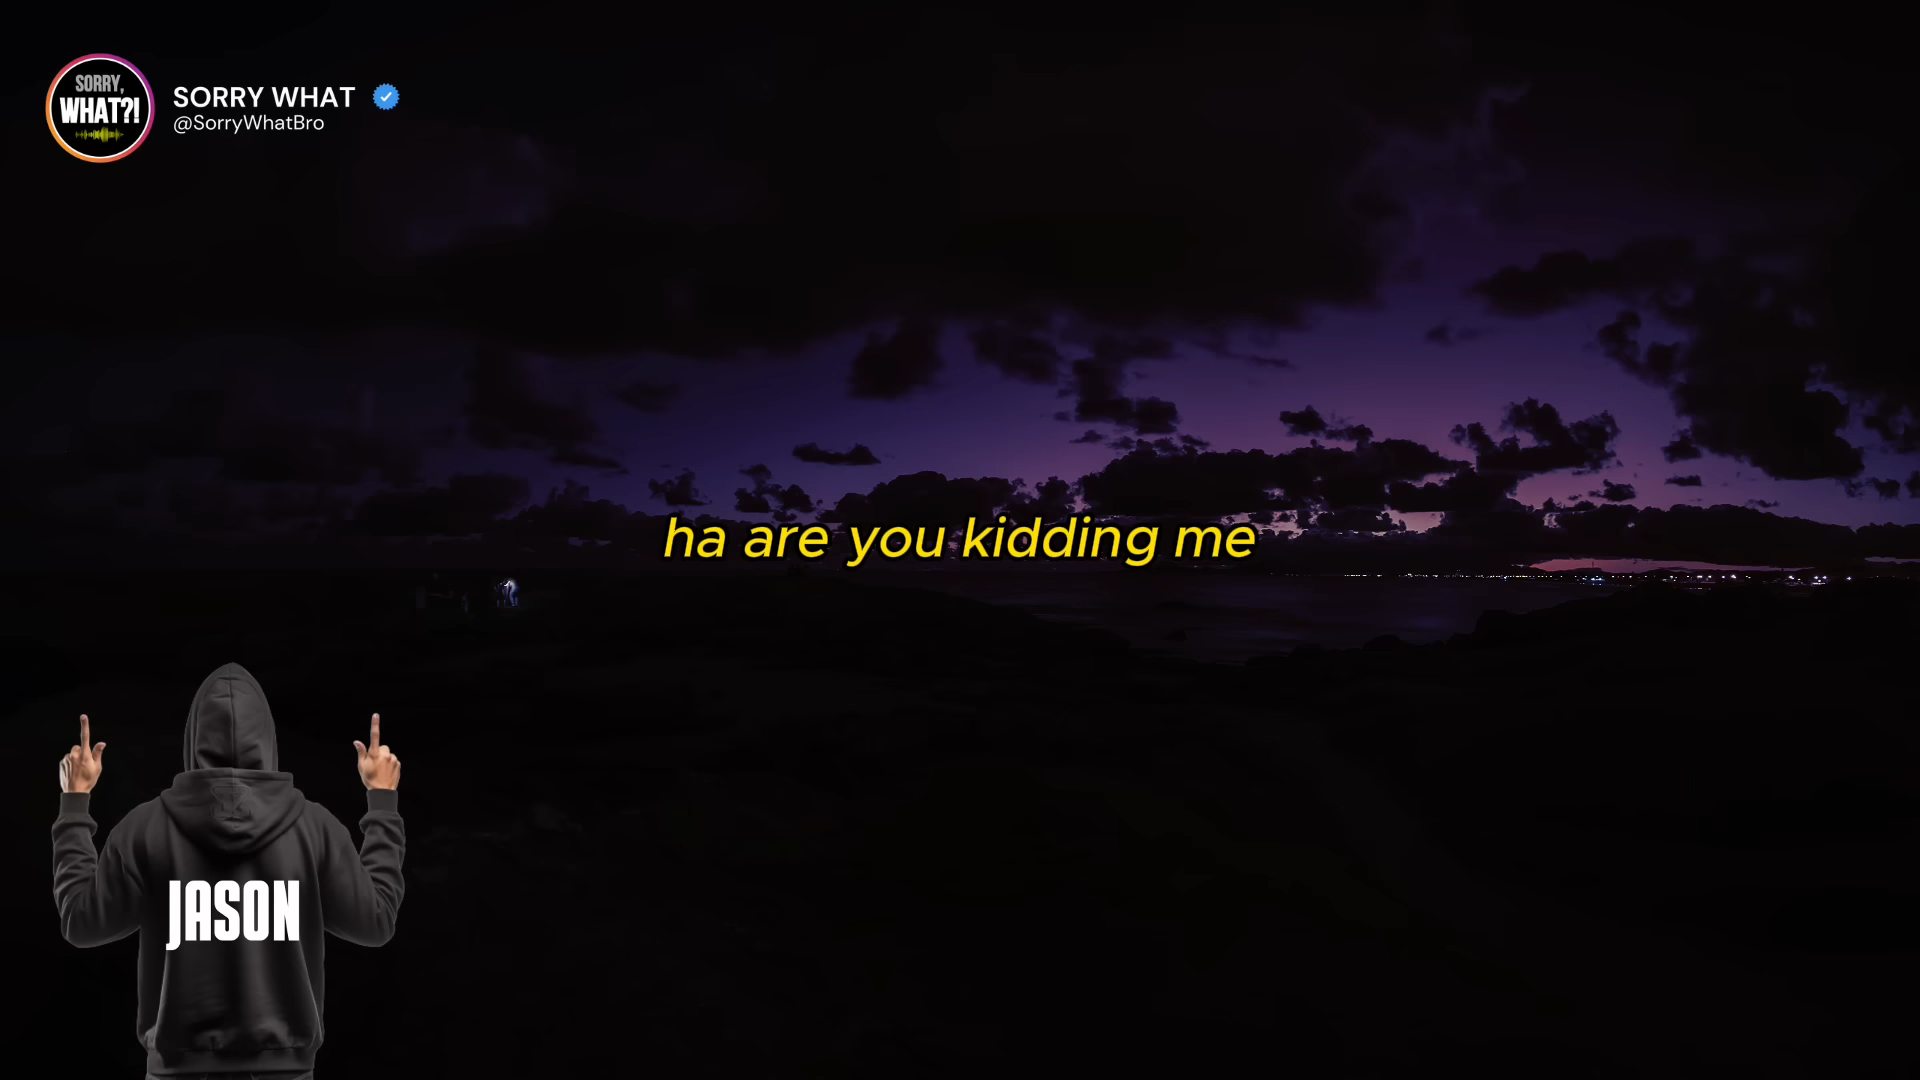 SORRY,
WHAT?!
SORRY WHAT
@SorryWhatBro
ha are you kidding me
JASON